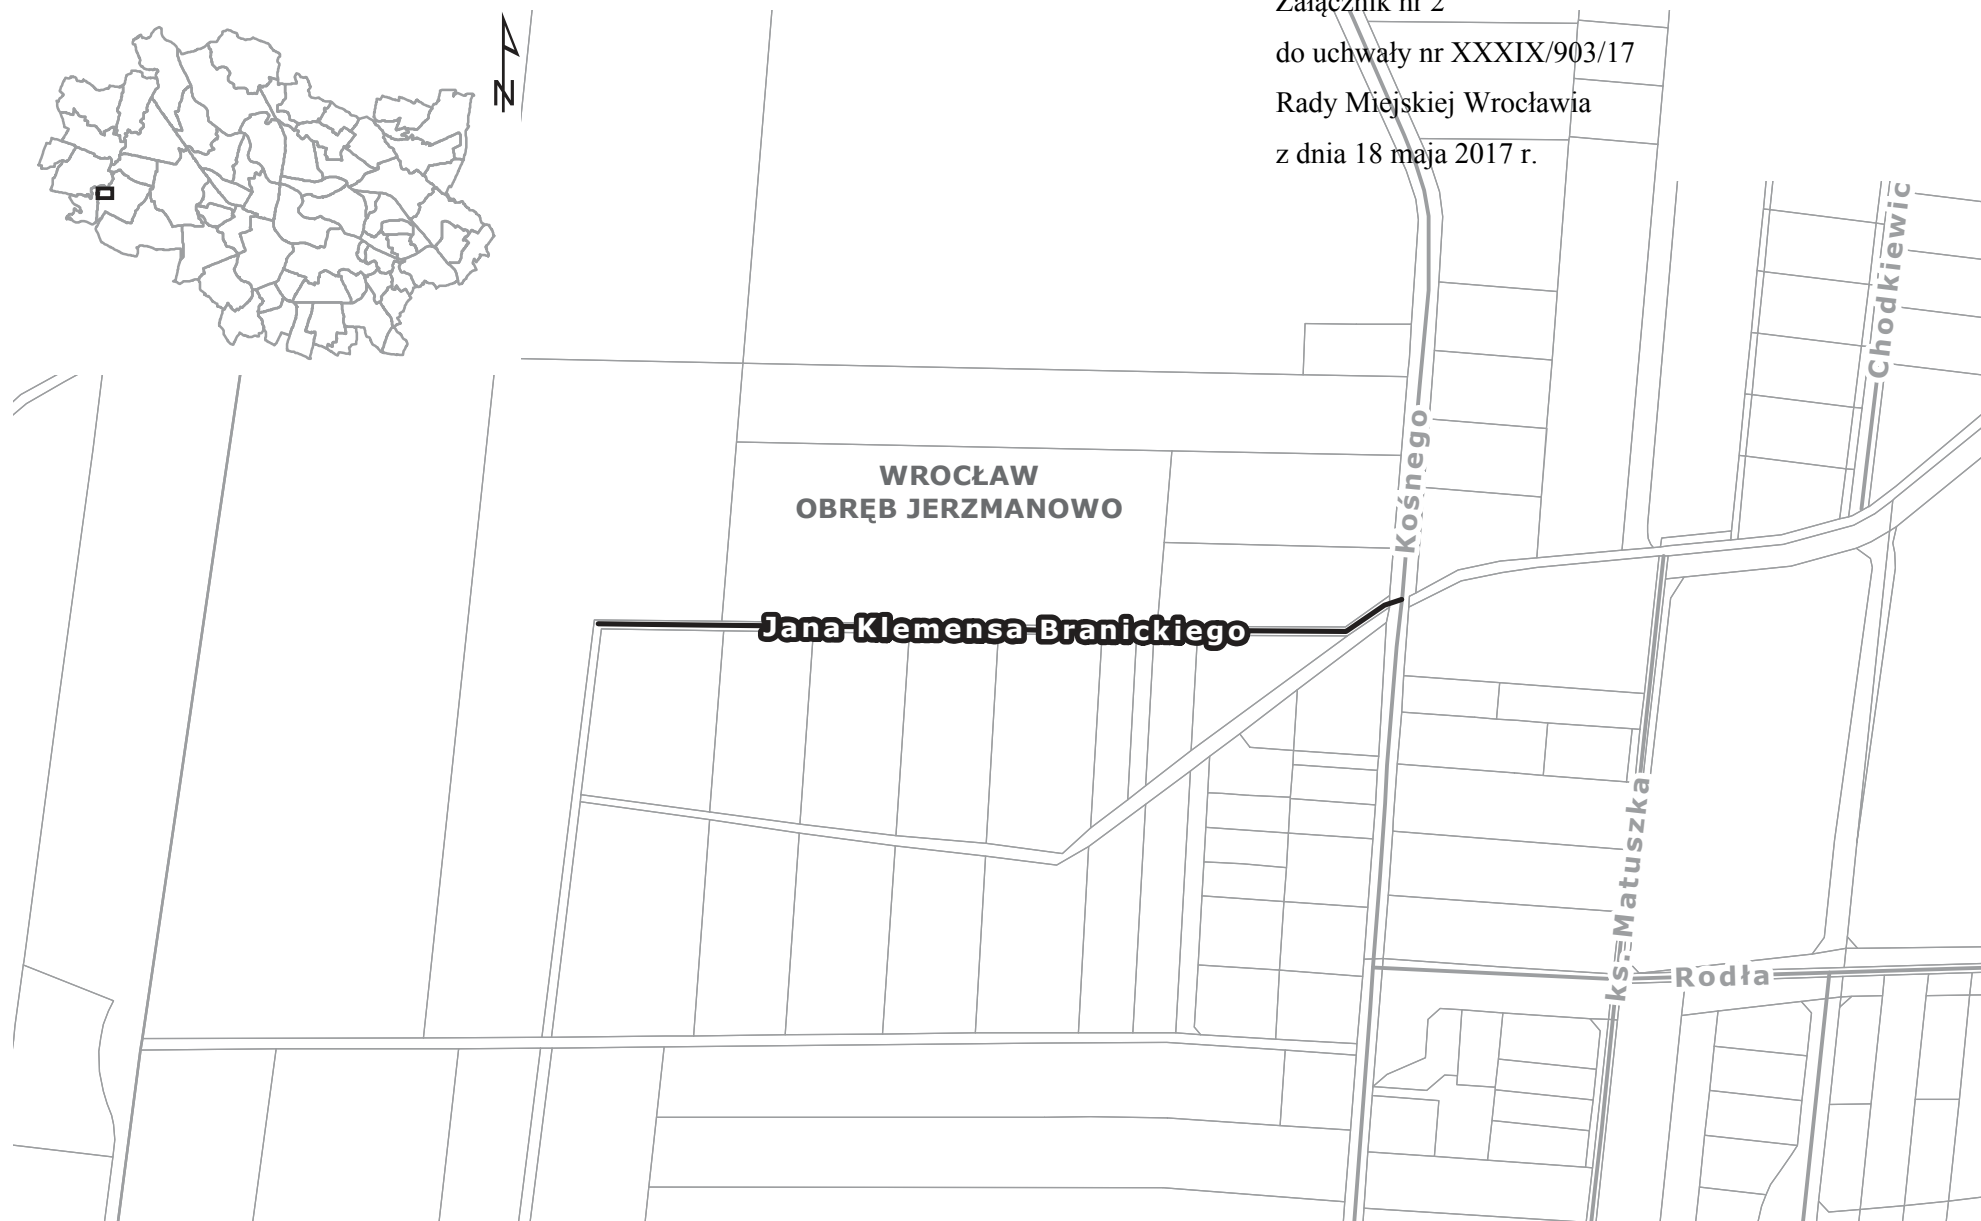 Załącznik nr 2
do uchwały nr XXXIX/903/17
Rady Miejskiej Wrocławia
z dnia 18 maja 2017 r.
N
Chodkiewic
Kośnego
WROCŁAW
OBRĘB JERZMANOWO
Jana Klemensa Branickiego
ks. Matuszka
Rodła